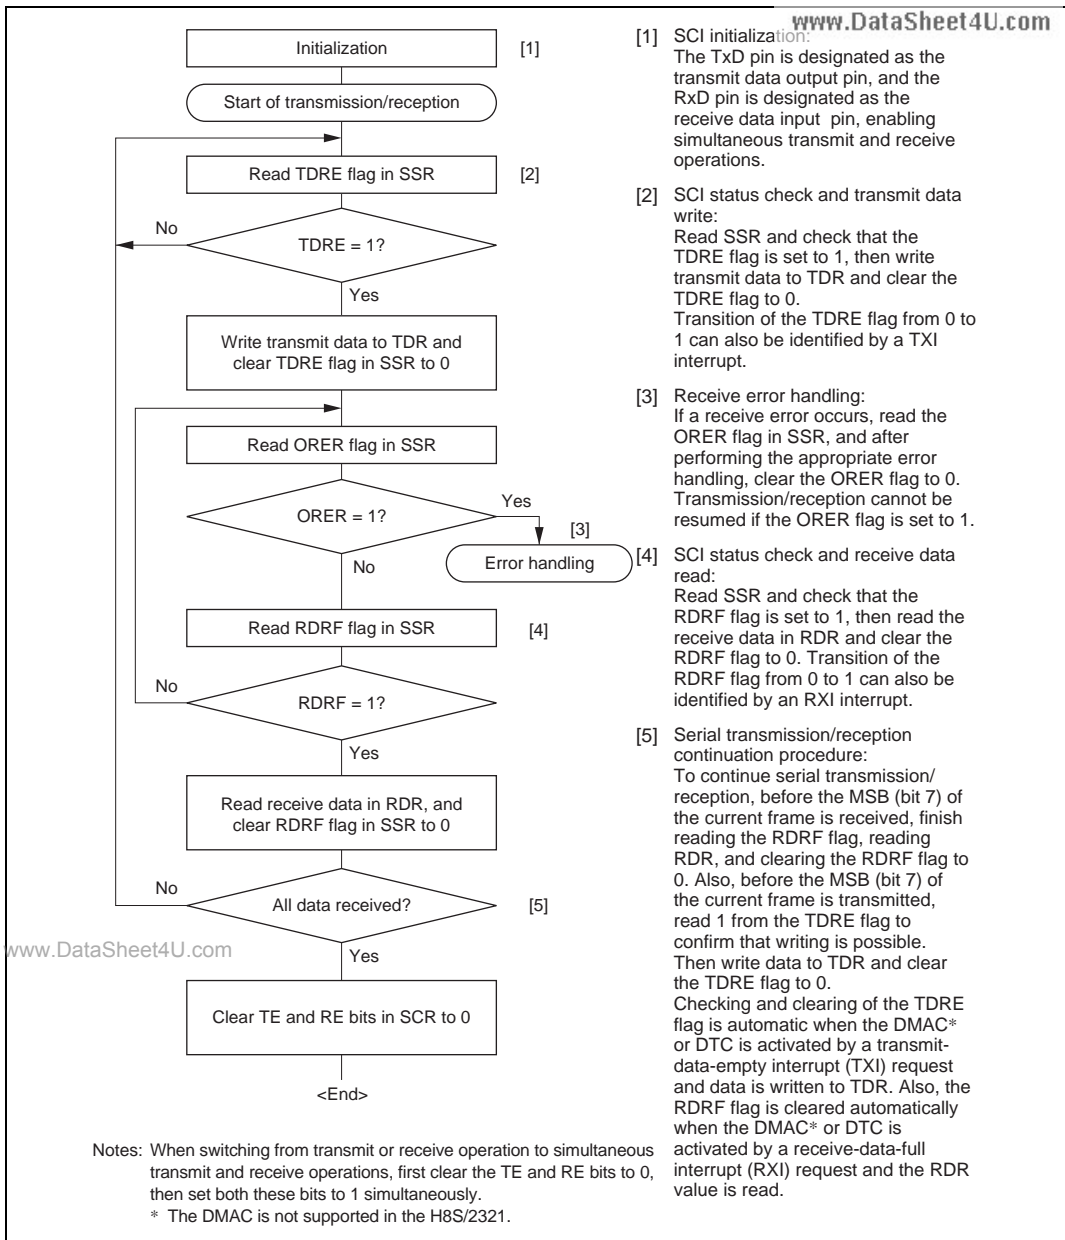 www.DataSheet4U.com
Initialization
[1]
Start of transmission/reception
Read TDRE flag in SSR
[2]
No
TDRE = 1?
Yes
Write transmit data to TDR and
clear TDRE flag in SSR to 0
Read ORER flag in SSR
ORER = 1?
Yes
[3]
Error handling
No
Read RDRF flag in SSR
[4]
No
RDRF = 1?
Yes
Read receive data in RDR, and
clear RDRF flag in SSR to 0
No
All data received?
[5]
www.DataSheet4U.com
Yes
Clear TE and RE bits in SCR to 0
<End>
[1] SCI initialization:
The TxD pin is designated as the
transmit data output pin, and the
RxD pin is designated as the
receive data input pin, enabling
simultaneous transmit and receive
operations.
[2] SCI status check and transmit data
write:
Read SSR and check that the
TDRE flag is set to 1, then write
transmit data to TDR and clear the
TDRE flag to 0.
Transition of the TDRE flag from 0 to
1 can also be identified by a TXI
interrupt.
[3] Receive error handling:
If a receive error occurs, read the
ORER flag in SSR, and after
performing the appropriate error
handling, clear the ORER flag to 0.
Transmission/reception cannot be
resumed if the ORER flag is set to 1.
[4] SCI status check and receive data
read:
Read SSR and check that the
RDRF flag is set to 1, then read the
receive data in RDR and clear the
RDRF flag to 0. Transition of the
RDRF flag from 0 to 1 can also be
identified by an RXI interrupt.
[5] Serial transmission/reception
continuation procedure:
To continue serial transmission/
reception, before the MSB (bit 7) of
the current frame is received, finish
reading the RDRF flag, reading
RDR, and clearing the RDRF flag to
0. Also, before the MSB (bit 7) of
the current frame is transmitted,
read 1 from the TDRE flag to
confirm that writing is possible.
Then write data to TDR and clear
the TDRE flag to 0.
Checking and clearing of the TDRE
flag is automatic when the DMAC*
or DTC is activated by a transmit-
data-empty interrupt (TXI) request
and data is written to TDR. Also, the
RDRF flag is cleared automatically
when the DMAC* or DTC is
activated by a receive-data-full
interrupt (RXI) request and the RDR
value is read.
Notes: When switching from transmit or receive operation to simultaneous
transmit and receive operations, first clear the TE and RE bits to 0,
then set both these bits to 1 simultaneously.
* The DMAC is not supported in the H8S/2321.